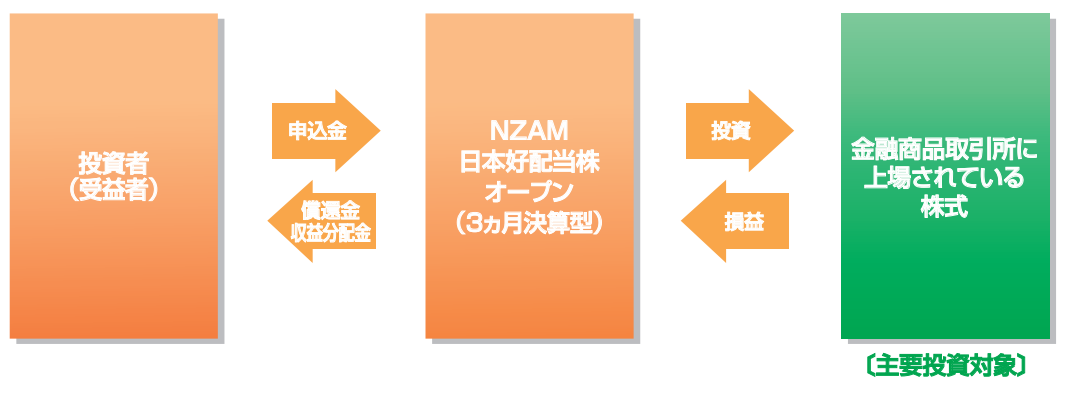 投資者
（受益者）
申込金
償還金
収益分配金
NZAM
日本好配当株
オープン
（3ヵ月決算型）
投資
損益
金融商品取引所に
上場されている
株式
〔主要投資対象〕